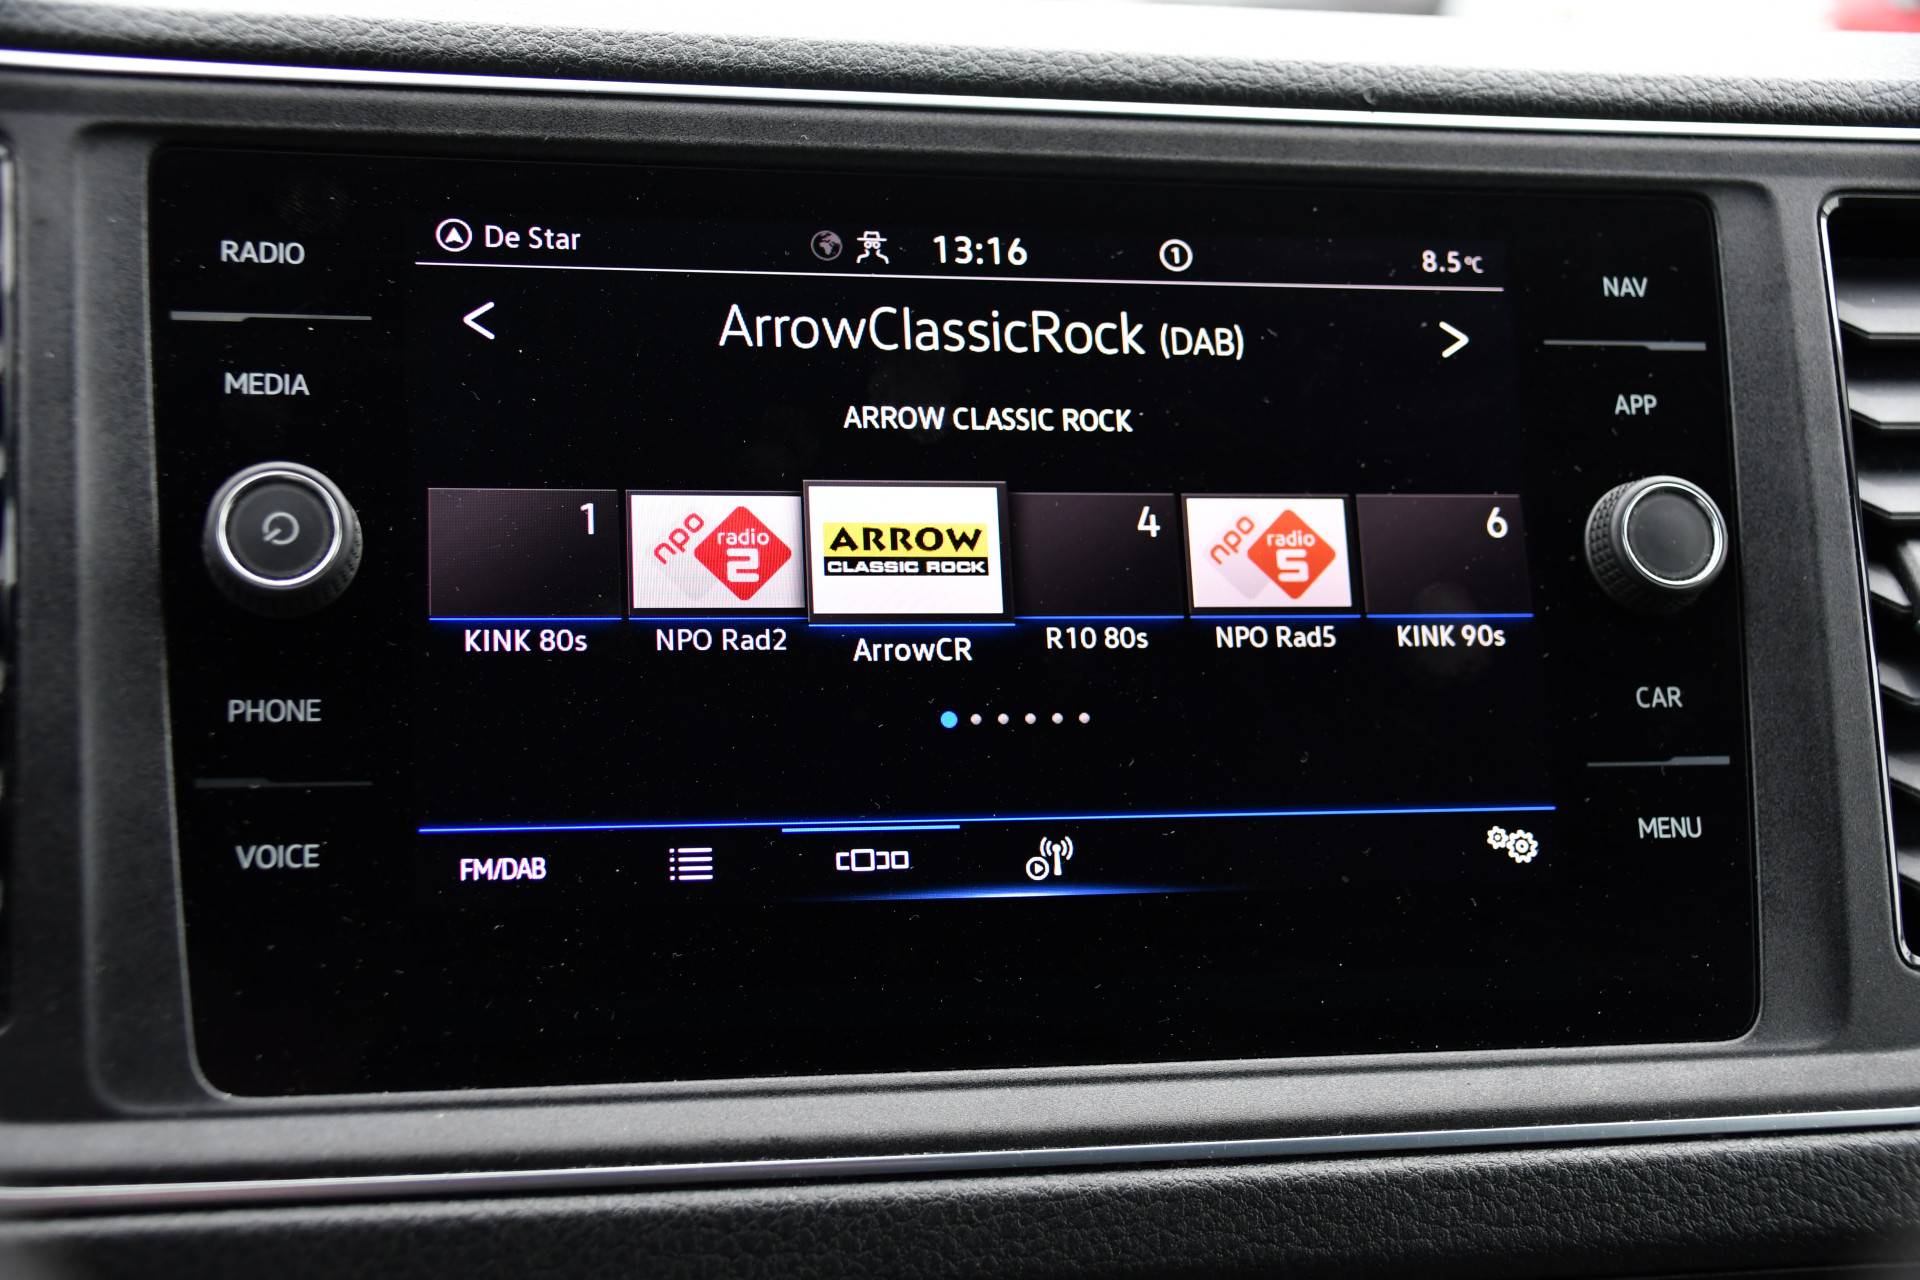 RADIO
MEDIA
PHONE
VOICE
De Star 13:16 1 8.5°C
< ArrowClassicRock (DAB) >
ARROW CLASSIC ROCK
1
npo radio 2
ARROW
CLASSIC ROCK
4
npo radio 5
6
KINK 80s NPO Rad2 ArrowCR R10 80s NPO Rad5 KINK 90s
FM/DAB
NAV
APP
CAR
MENU